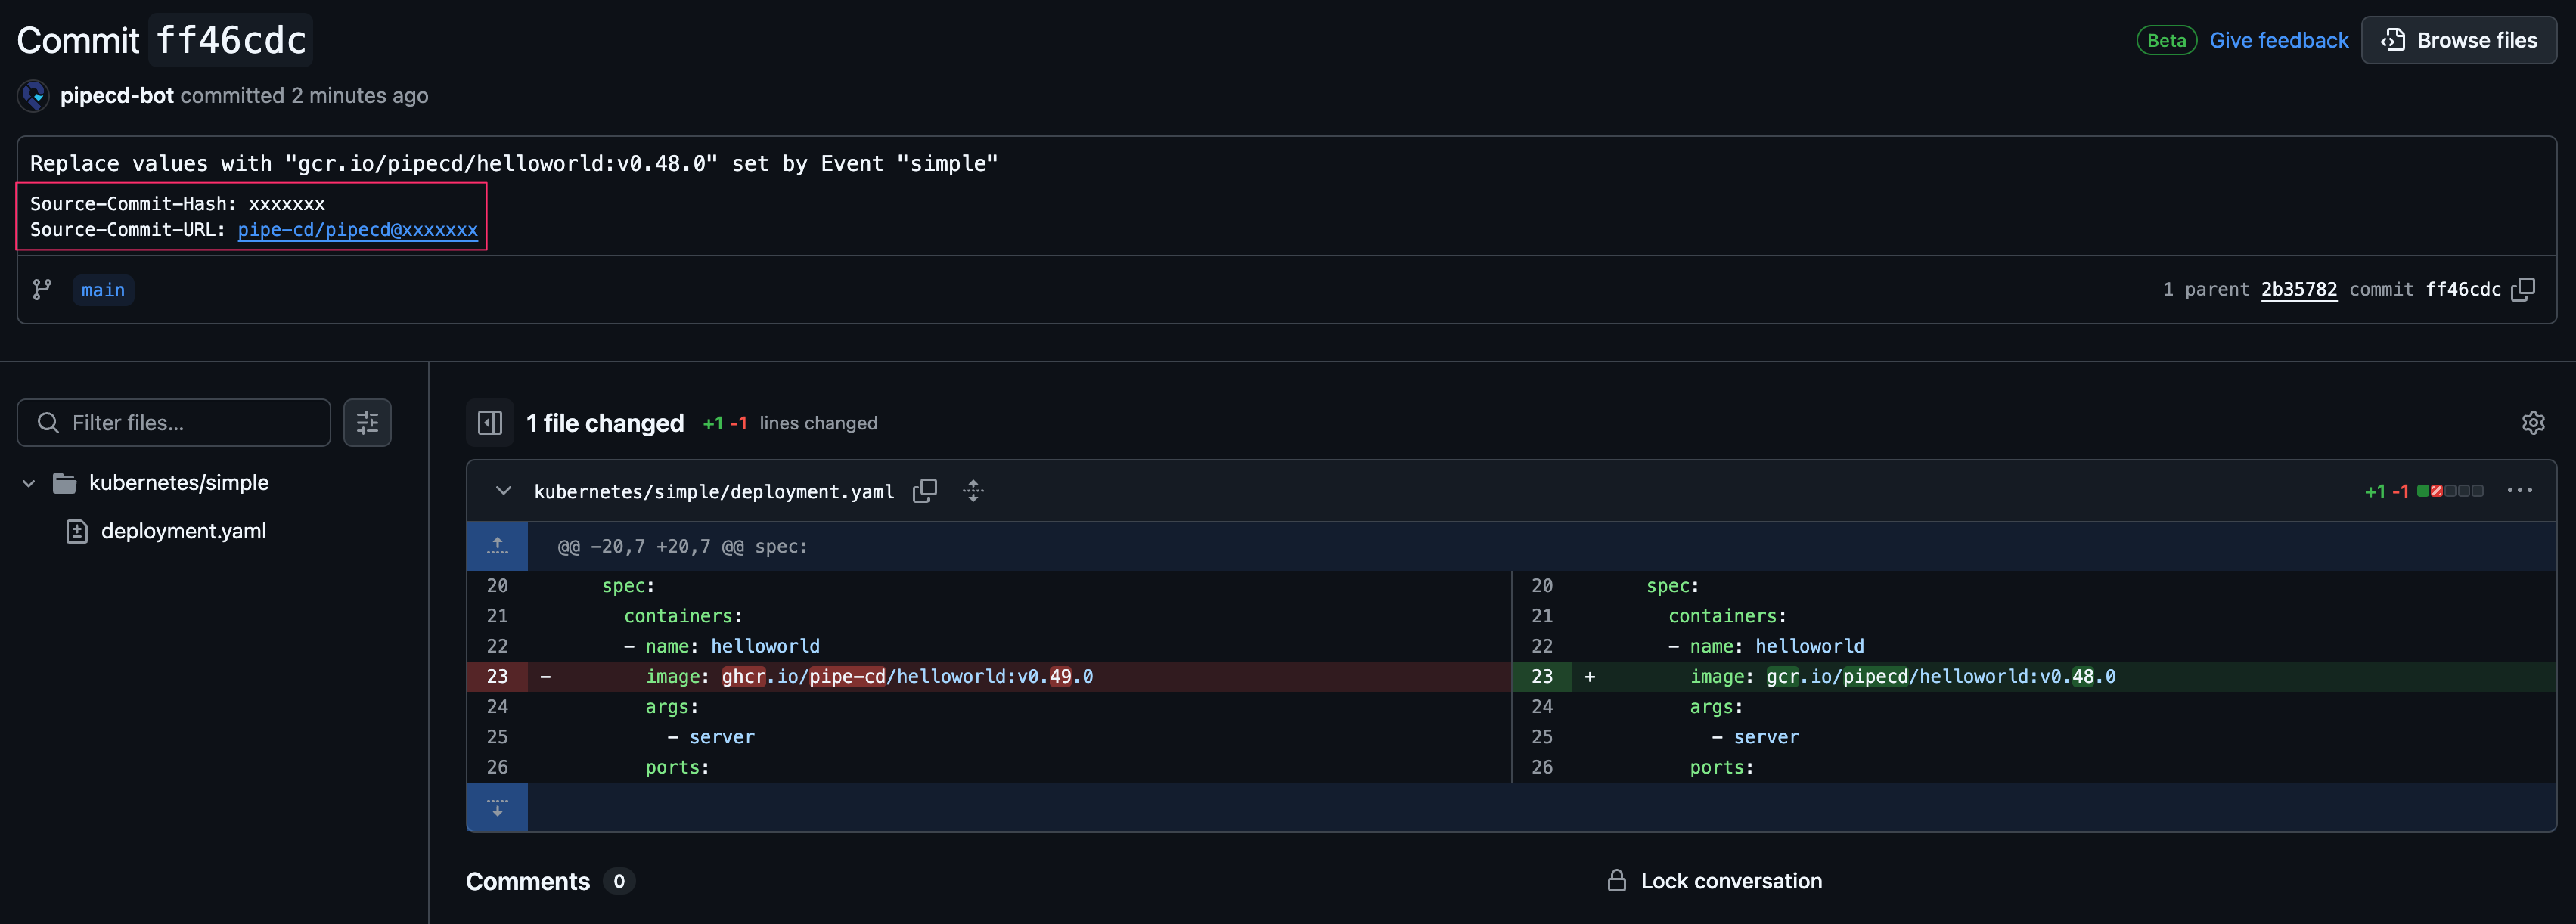 Commit ff46cdc
Beta Give feedback Browse files
pipecd-bot committed 2 minutes ago
Replace values with "gcr.io/pipecd/helloworld:v0.48.0" set by Event "simple"
Source-Commit-Hash: xxxxxxx
Source-Commit-URL: pipe-cd/pipecd@xxxxxxx
main
1 parent 2b35782 commit ff46cdc
Filter files...
kubernetes/simple
deployment.yaml
1 file changed +1 -1 lines changed
kubernetes/simple/deployment.yaml
+1 -1
@@ -20,7 +20,7 @@ spec:
20 spec:
21 containers:
22 - name: helloworld
23 - image: ghcr.io/pipe-cd/helloworld:v0.49.0
24 args:
25 - server
26 ports:
20 spec:
21 containers:
22 - name: helloworld
23 + image: gcr.io/pipecd/helloworld:v0.48.0
24 args:
25 - server
26 ports:
Comments 0
Lock conversation